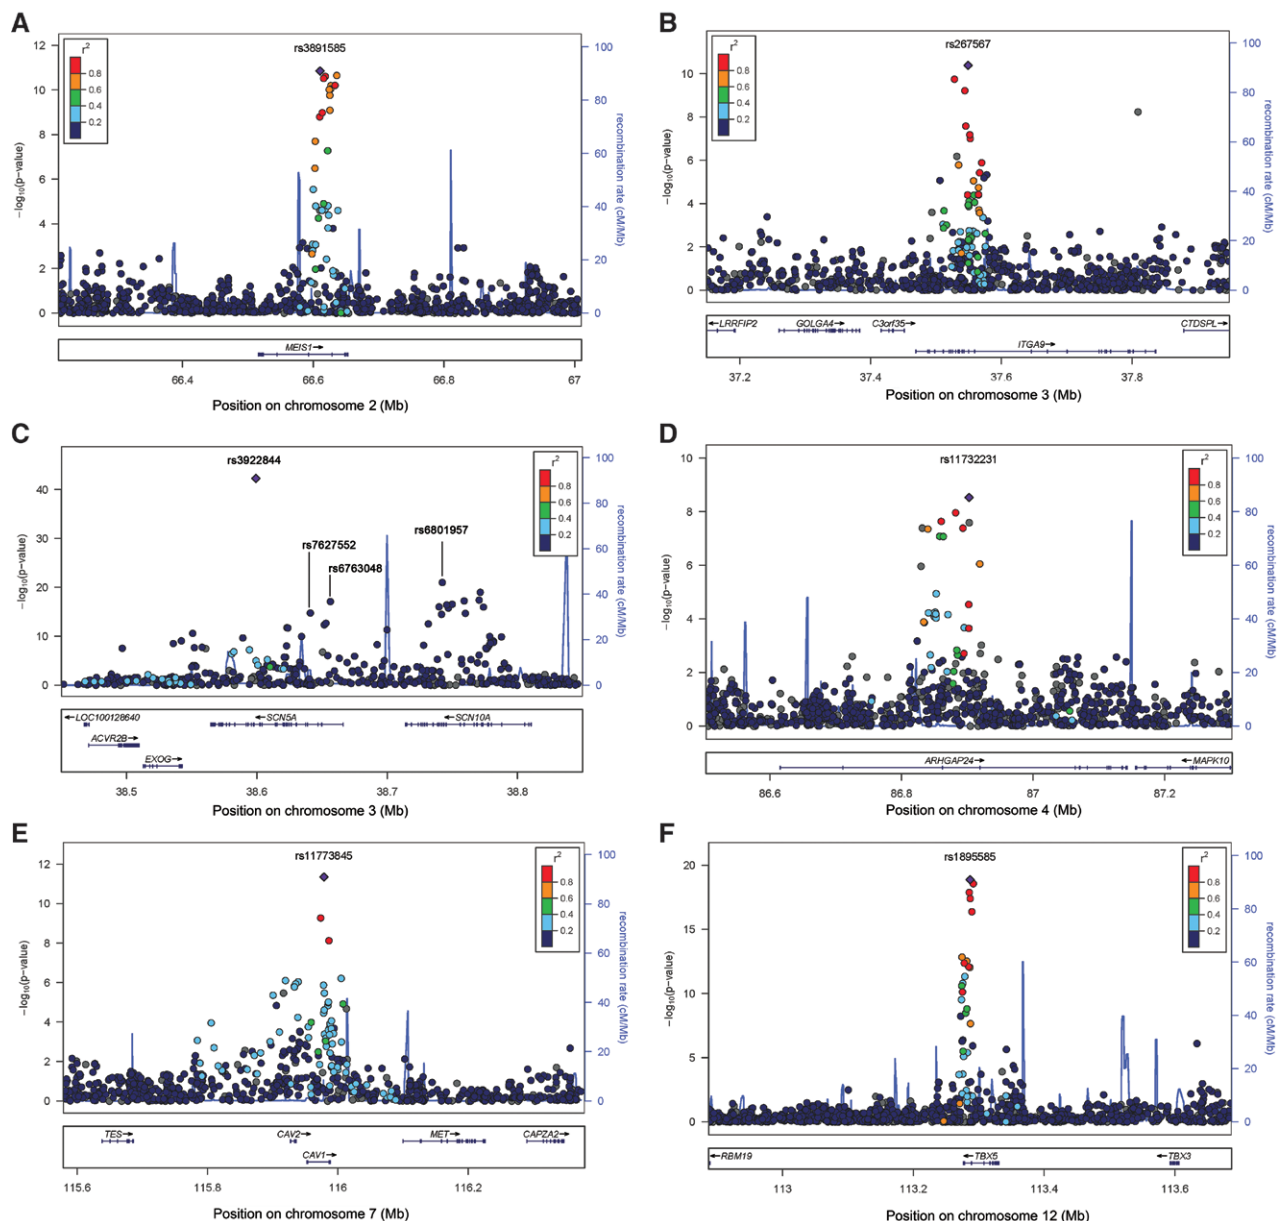 A
rs3891585
r2
0.8
0.6
0.4
0.2
12
10
8
6
4
2
0
100
80
60
40
20
0
−log10(p−value)
recombination rate (cM/Mb)
MEIS1→
66.4 66.6 66.8 67
Position on chromosome 2 (Mb)
B
rs267567
r2
0.8
0.6
0.4
0.2
10
8
6
4
2
0
100
80
60
40
20
0
−log10(p−value)
recombination rate (cM/Mb)
←LRRFIP2 GOLGA4→ C3orf35→ CTDSPL→
ITGA9→
37.2 37.4 37.6 37.8
Position on chromosome 3 (Mb)
C
rs3922844
rs7627552
rs6763048
rs6801957
r2
0.8
0.6
0.4
0.2
40
30
20
10
0
100
80
60
40
20
0
−log10(p−value)
recombination rate (cM/Mb)
←LOC100128640 ←SCN5A ←SCN10A
ACVR2B→
EXOG→
38.5 38.6 38.7 38.8
Position on chromosome 3 (Mb)
D
rs11732231
r2
0.8
0.6
0.4
0.2
10
8
6
4
2
0
100
80
60
40
20
0
−log10(p−value)
recombination rate (cM/Mb)
ARHGAP24→ ←MAPK10
86.6 86.8 87 87.2
Position on chromosome 4 (Mb)
E
rs11773845
r2
0.8
0.6
0.4
0.2
12
10
8
6
4
2
0
100
80
60
40
20
0
−log10(p−value)
recombination rate (cM/Mb)
TES→ CAV2→ MET→ CAPZA2→
CAV1→
115.6 115.8 116 116.2
Position on chromosome 7 (Mb)
F
rs1895585
r2
0.8
0.6
0.4
0.2
20
15
10
5
0
100
80
60
40
20
0
−log10(p−value)
recombination rate (cM/Mb)
←RBM19 ←TBX5 ←TBX3
113 113.2 113.4 113.6
Position on chromosome 12 (Mb)